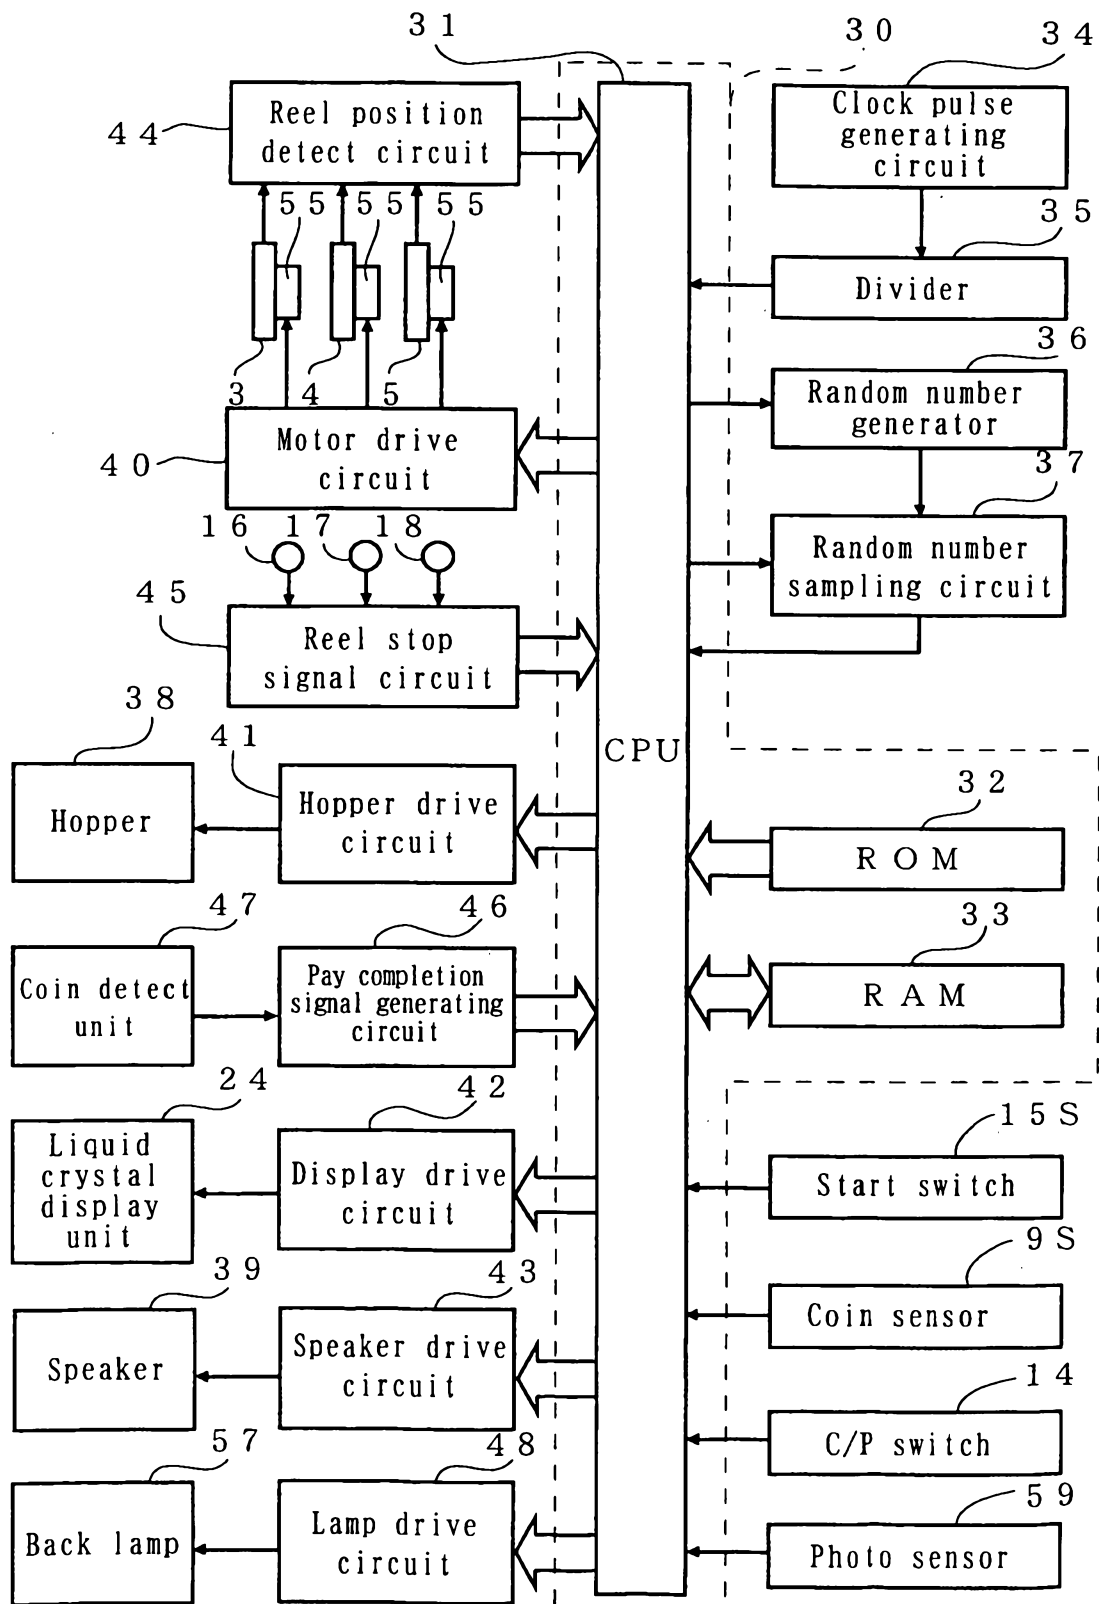 31
30
34
44
Reel position
detect circuit
Clock pulse
generating
circuit
55
55
55
35
Divider
3
4
5
36
Random number
generator
40
Motor drive
circuit
37
16
17
18
Random number
sampling circuit
45
Reel stop
signal circuit
38
41
CPU
Hopper
Hopper drive
circuit
32
ROM
47
46
33
Coin detect
unit
Pay completion
signal generating
circuit
RAM
24
42
15S
Liquid
crystal
display
unit
Display drive
circuit
Start switch
39
43
9S
Speaker
Speaker drive
circuit
Coin sensor
14
C/P switch
57
48
59
Back lamp
Lamp drive
circuit
Photo sensor